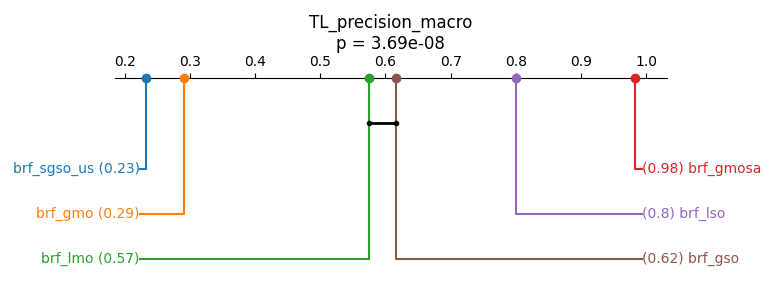 TL_precision_macro
p = 3.69e-08
0.2 0.3 0.4 0.5 0.6 0.7 0.8 0.9 1.0
brf_sgso_us (0.23) (0.98) brf_gmosa
brf_gmo (0.29) (0.8) brf_lso
brf_lmo (0.57) (0.62) brf_gso